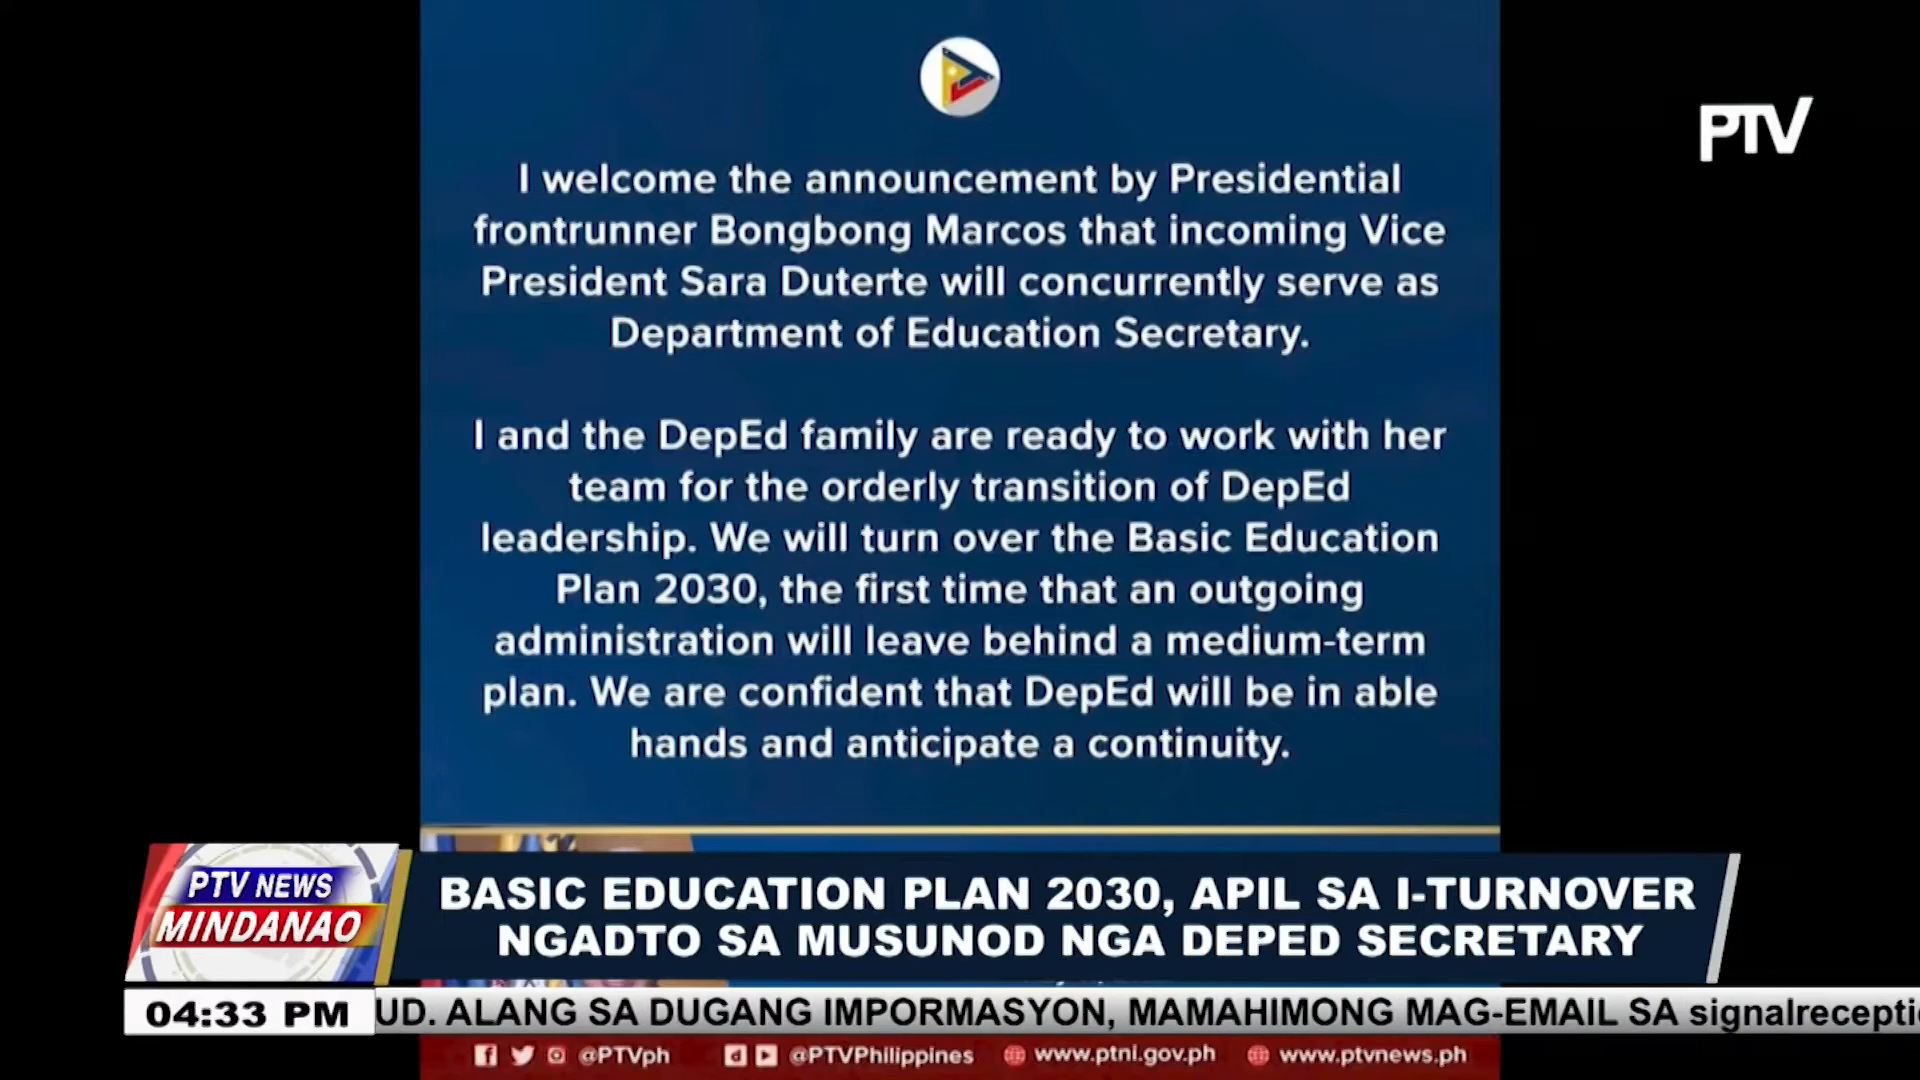 PTV
I welcome the announcement by Presidential
frontrunner Bongbong Marcos that incoming Vice
President Sara Duterte will concurrently serve as
Department of Education Secretary.
I and the DepEd family are ready to work with her
team for the orderly transition of DepEd
leadership. We will turn over the Basic Education
Plan 2030, the first time that an outgoing
administration will leave behind a medium-term
plan. We are confident that DepEd will be in able
hands and anticipate a continuity.
PTV NEWS
MINDANAO
BASIC EDUCATION PLAN 2030, APIL SA I-TURNOVER
NGADTO SA MUSUNOD NGA DEPED SECRETARY
04:33 PM
UD. ALANG SA DUGANG IMPORMASYON, MAMAHIMONG MAG-EMAIL SA signalrecepti
@PTVph @PTVPhilippines www.ptni.gov.ph www.ptvnews.ph